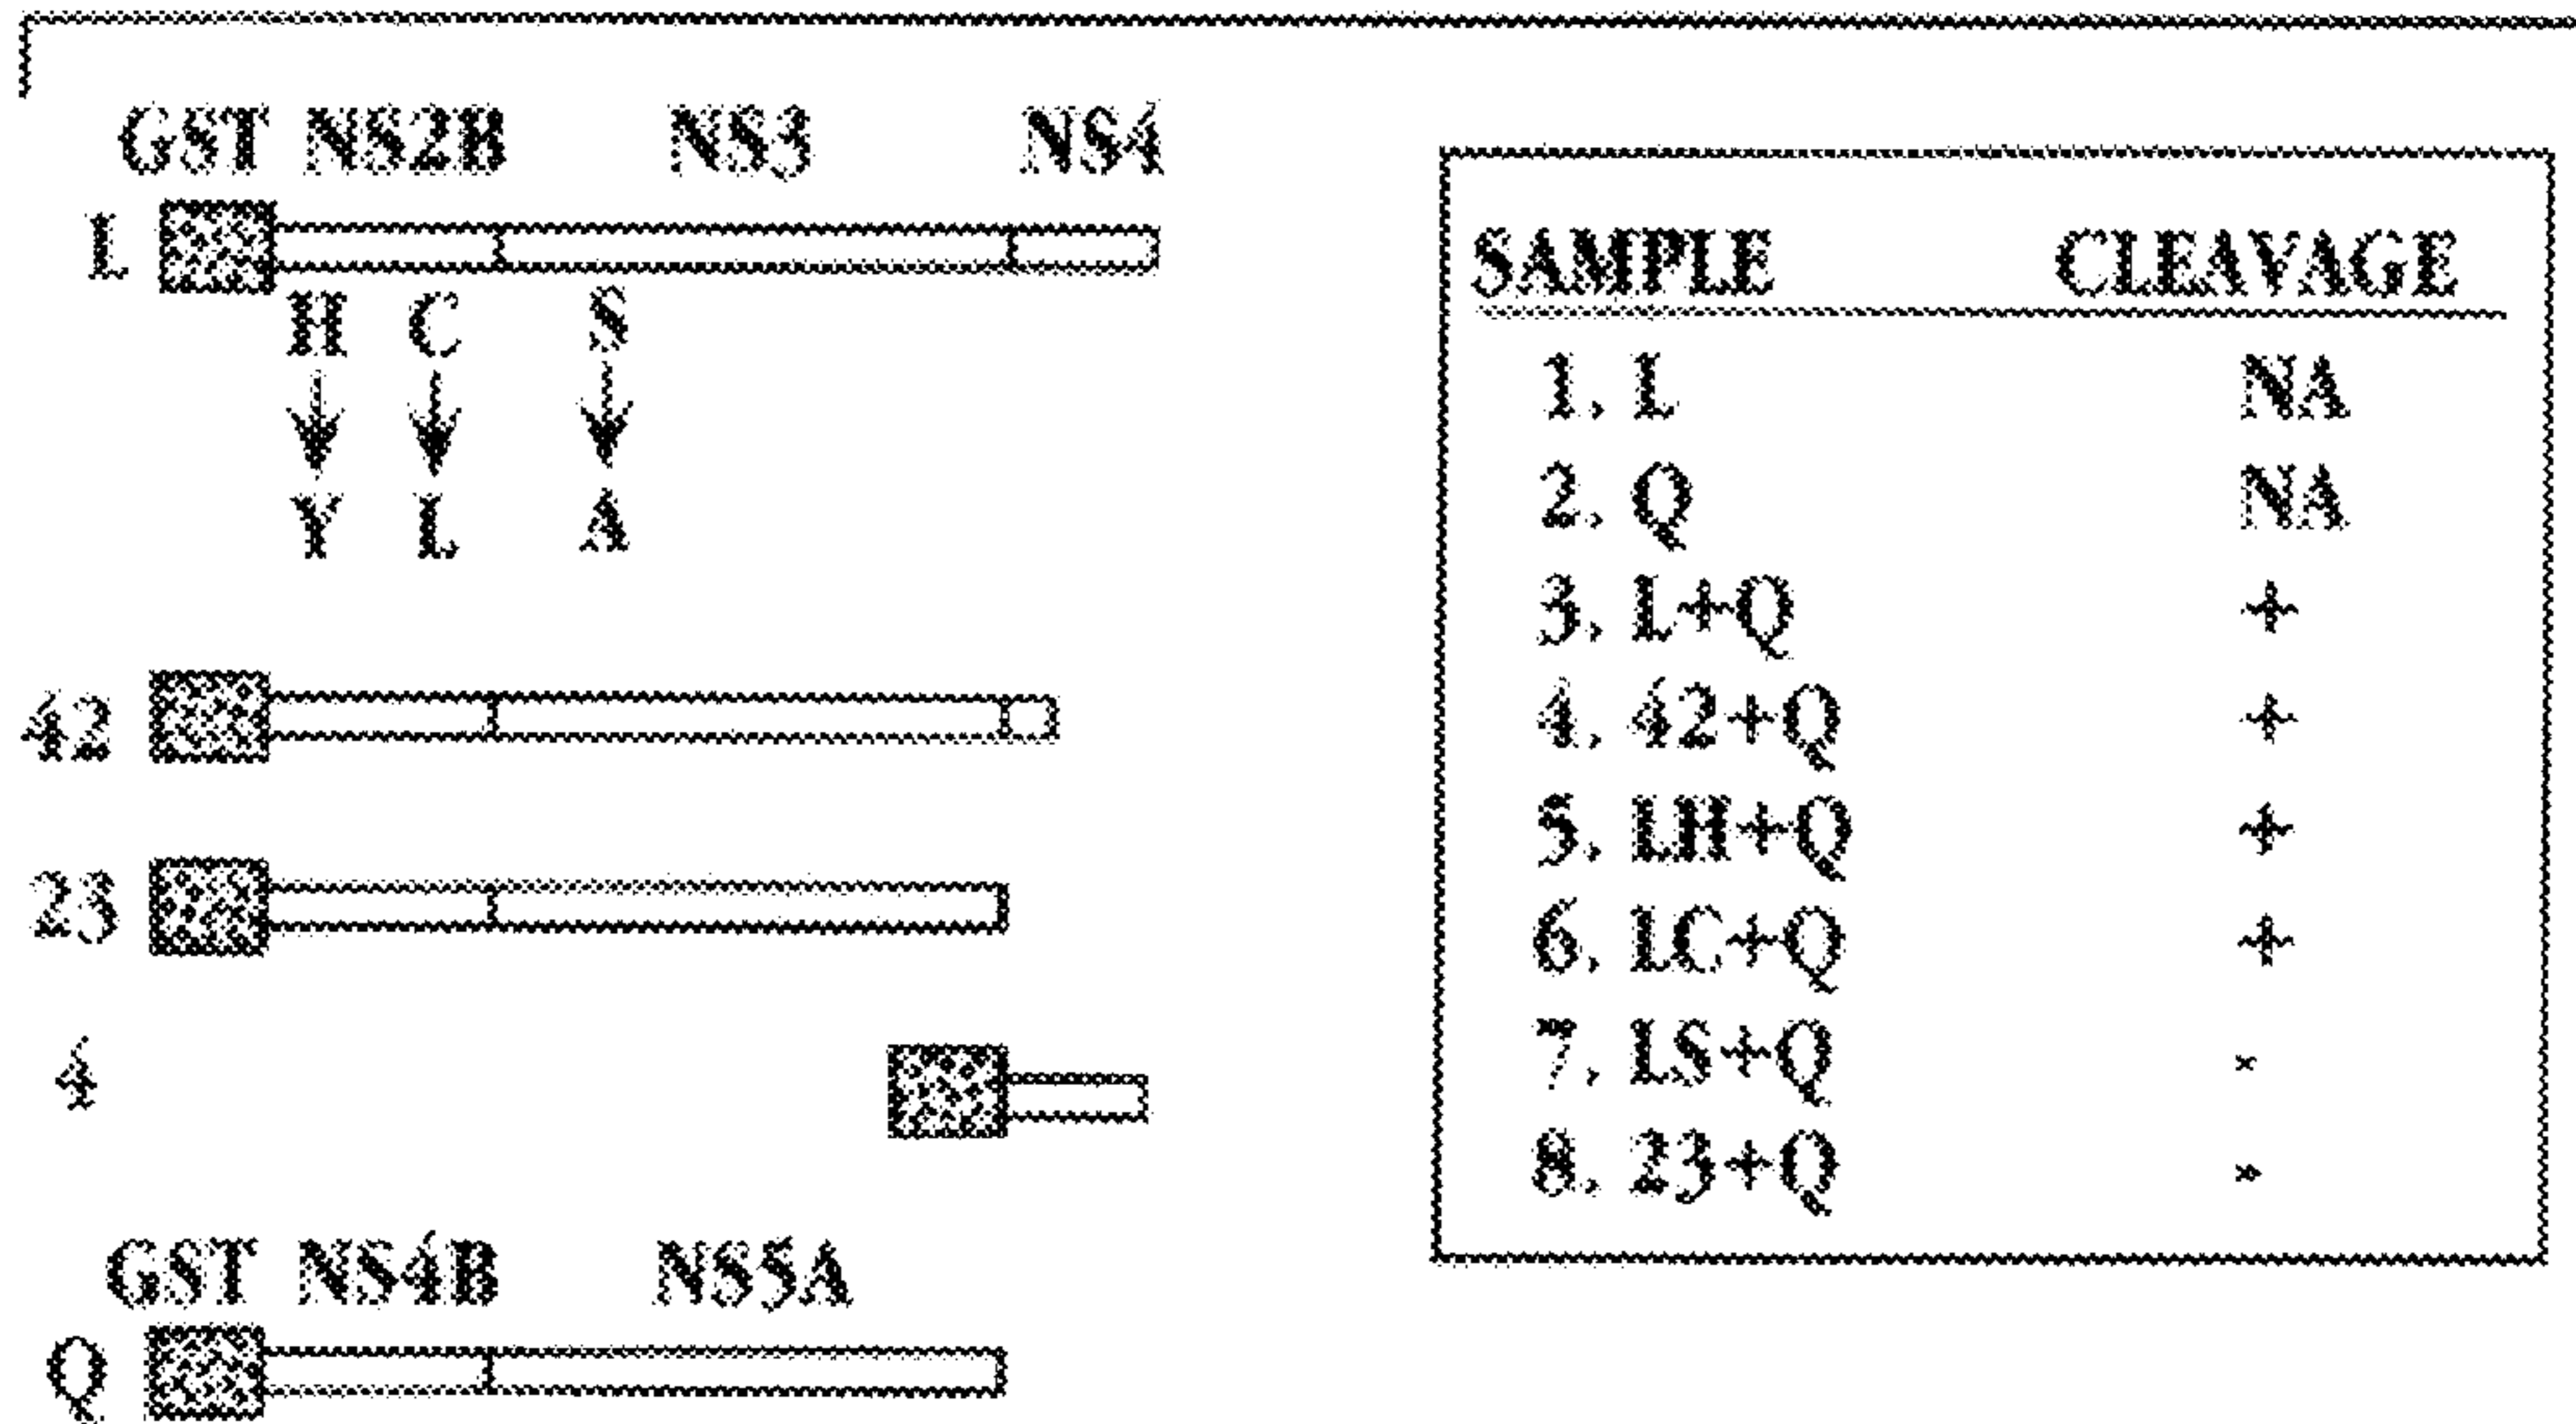 GST NS2B NS3 NS4
L
H C S
Y L A
42
23
4
GST NS4B NS5A
Q
SAMPLE CLEAVAGE
1. L NA
2. Q NA
3. L+Q +
4. 42+Q +
5. LH+Q +
6. LC+Q +
7. LS+Q -
8. 23+Q -